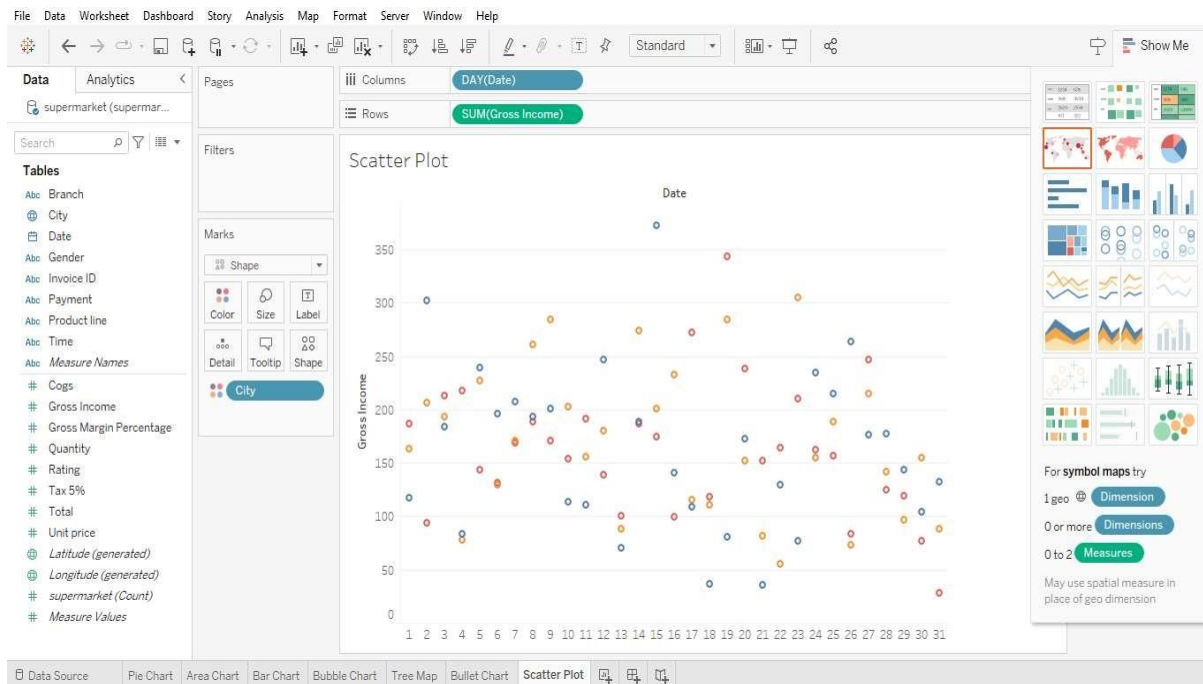 File Data Worksheet Dashboard Story Analysis Map Format Server Window Help
Standard
Show Me
Data Analytics
supermarket (supermar...
Search
Tables
Abc Branch
City
Date
Abc Gender
Abc Invoice ID
Abc Payment
Abc Product line
Abc Time
Abc Measure Names
# Cogs
# Gross Income
# Gross Margin Percentage
# Quantity
# Rating
# Tax 5%
# Total
# Unit price
Latitude (generated)
Longitude (generated)
# supermarket (Count)
# Measure Values
Pages
Filters
Marks
Shape
Color Size Label
Detail Tooltip Shape
City
Columns DAY(Date)
Rows SUM(Gross Income)
Scatter Plot
Date
Gross Income
350
300
250
200
150
100
50
0
1 2 3 4 5 6 7 8 9 10 11 12 13 14 15 16 17 18 19 20 21 22 23 24 25 26 27 28 29 30 31
For symbol maps try
1 geo Dimension
0 or more Dimensions
0 to 2 Measures
May use spatial measure in
place of geo dimension
Data Source Pie Chart Area Chart Bar Chart Bubble Chart Tree Map Bullet Chart Scatter Plot